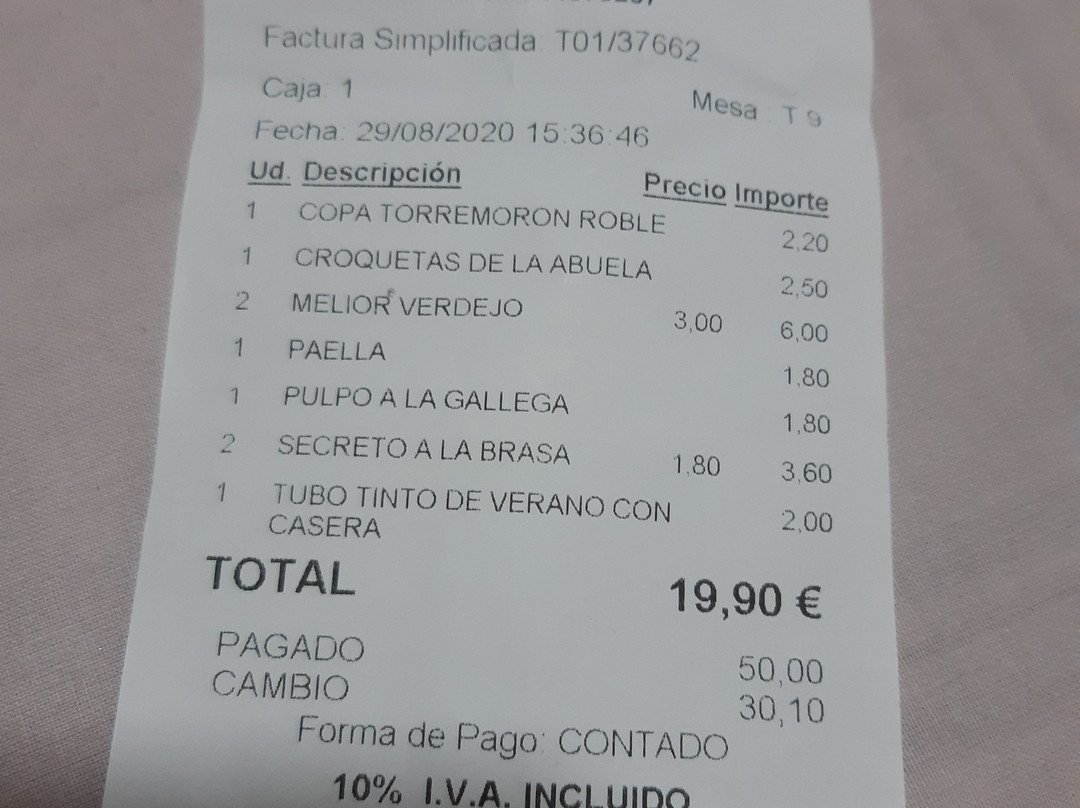 Factura Simplificada: T01/37662
Caja: 1 Mesa : T 9
Fecha: 29/08/2020 15:36:46
Ud. Descripción Precio Importe
1 COPA TORREMORON ROBLE 2,20
1 CROQUETAS DE LA ABUELA 2,50
2 MELIOR VERDEJO 3,00 6,00
1 PAELLA 1,80
1 PULPO A LA GALLEGA 1,80
2 SECRETO A LA BRASA 1,80 3,60
1 TUBO TINTO DE VERANO CON 2,00
CASERA
TOTAL 19,90 €
PAGADO 50,00
CAMBIO 30,10
Forma de Pago: CONTADO
10% I.V.A. INCLUIDO